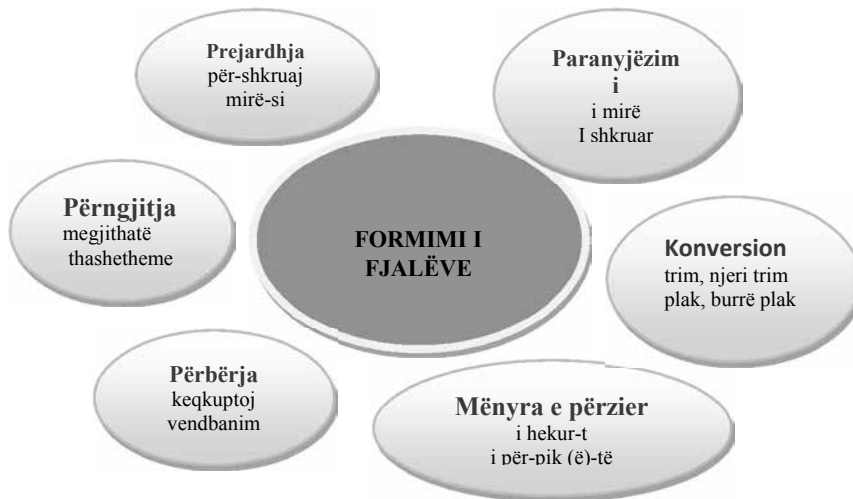 Prejardhja
për-shkruaj
mirë-si
Paranyjëzim
i
i mirë
I shkruar
Përngjitja
megjithatë
thashetheme
FORMIMI I
FJALËVE
Konversion
trim, njeri trim
plak, burrë plak
Përbërja
keqkuptoj
vendbanim
Mënyra e përzier
i hekur-t
i për-pik (ë)-të